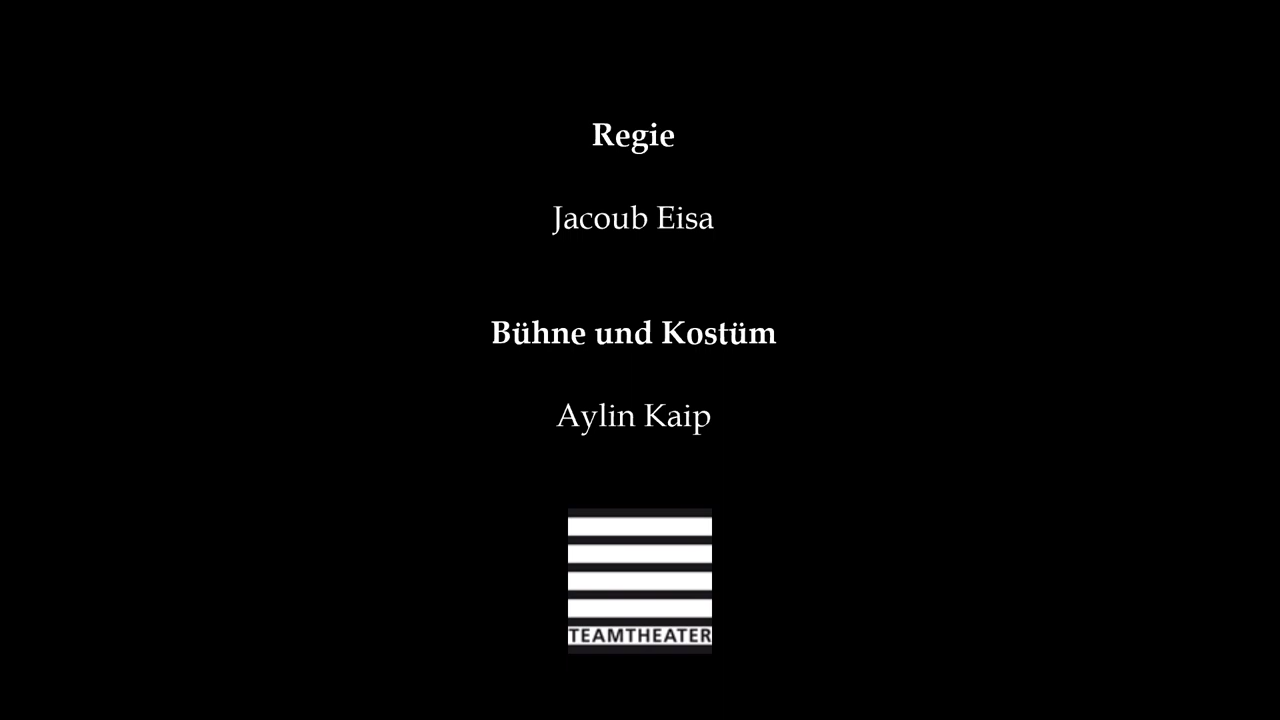 Regie
Jacoub Eisa
Bühne und Kostüm
Aylin Kaip
TEAMTHEATER